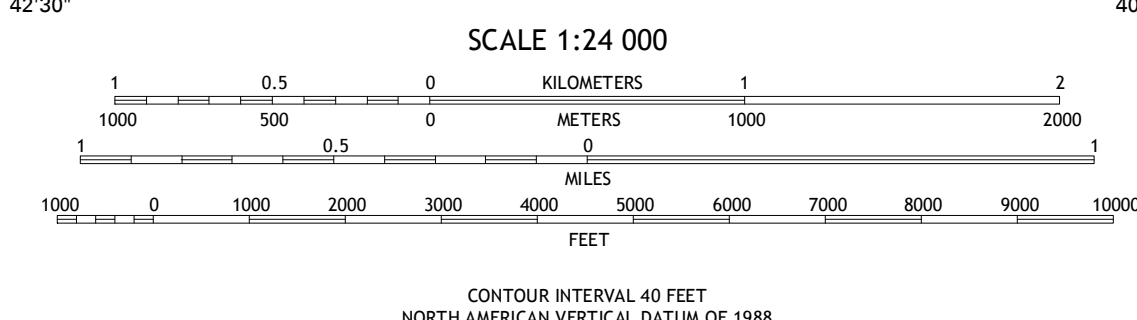 42'30" 40
SCALE 1:24 000
1 0.5 0 KILOMETERS 1 2
1000 500 0 METERS 1000 2000
1 0.5 0 1
MILES
1000 0 1000 2000 3000 4000 5000 6000 7000 8000 9000 10000
FEET
CONTOUR INTERVAL 40 FEET
NORTH AMERICAN VERTICAL DATUM OF 1988